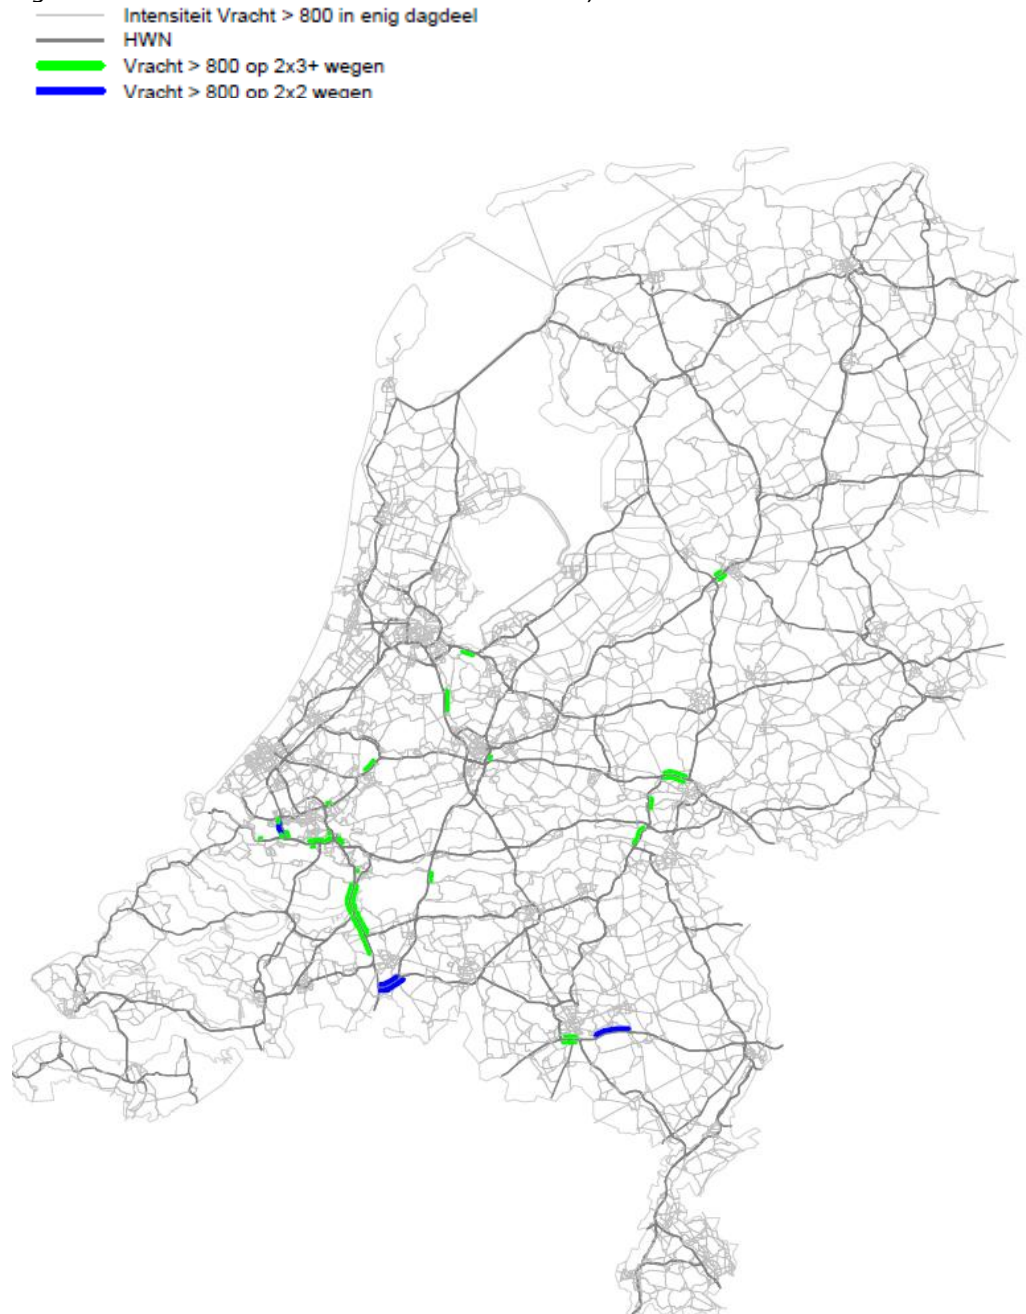 Intensiteit Vracht > 800 in enig dagdeel
HWN
Vracht > 800 op 2x3+ wegen
Vracht > 800 op 2x2 wegen